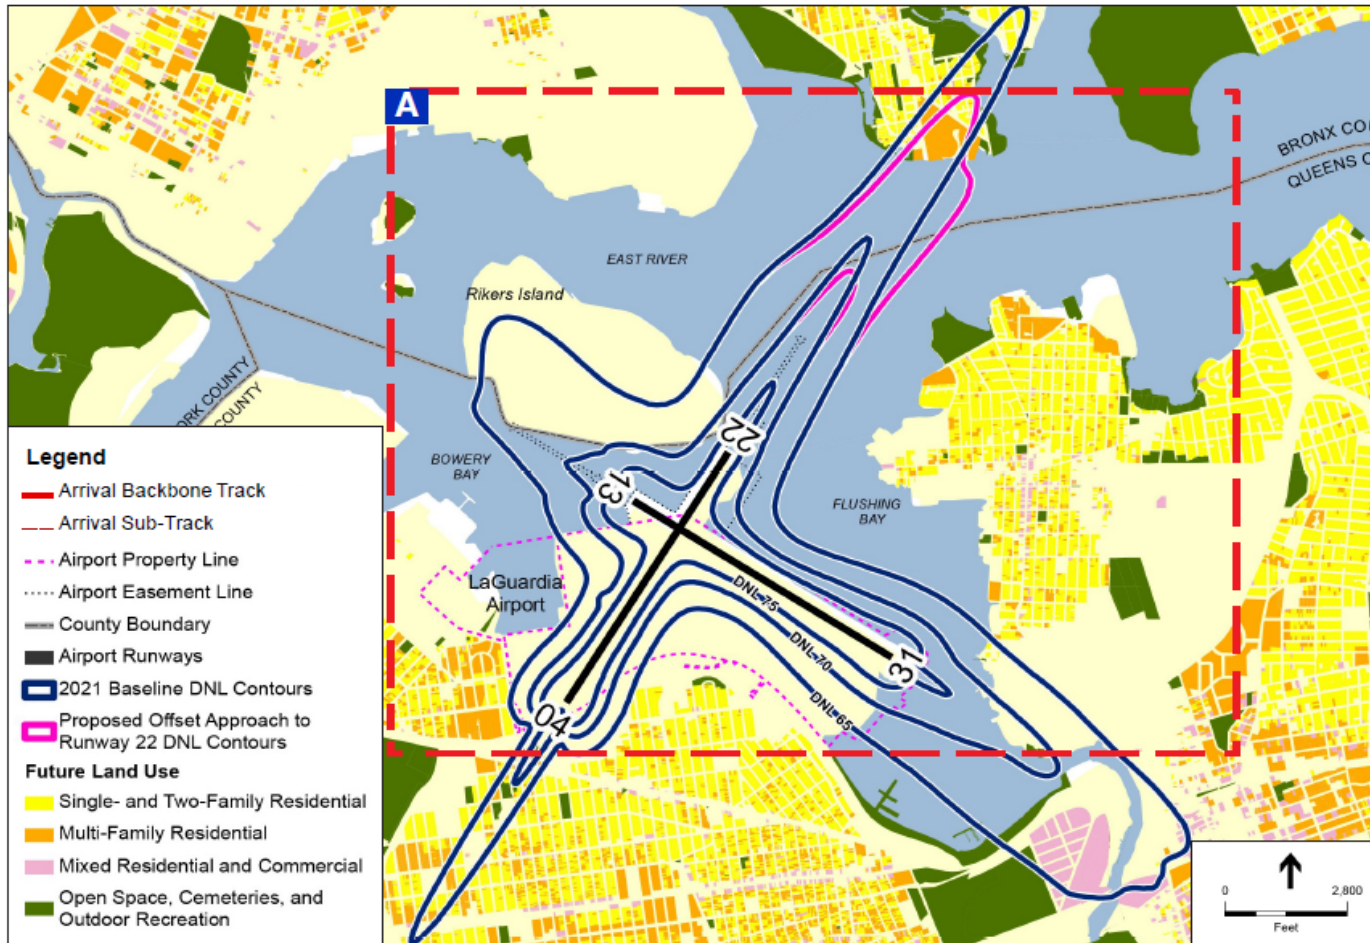 A
BRONX CO
QUEENS C
EAST RIVER
Rikers Island
ORK COUNTY
COUNTY
BOWERY
BAY
22
13
FLUSHING
BAY
LaGuardia
Airport
DNL 75
DNL 70
DNL 65
31
04
Legend
Arrival Backbone Track
Arrival Sub-Track
Airport Property Line
Airport Easement Line
County Boundary
Airport Runways
2021 Baseline DNL Contours
Proposed Offset Approach to
Runway 22 DNL Contours
Future Land Use
Single- and Two-Family Residential
Multi-Family Residential
Mixed Residential and Commercial
Open Space, Cemeteries, and
Outdoor Recreation
0 2,800
Feet